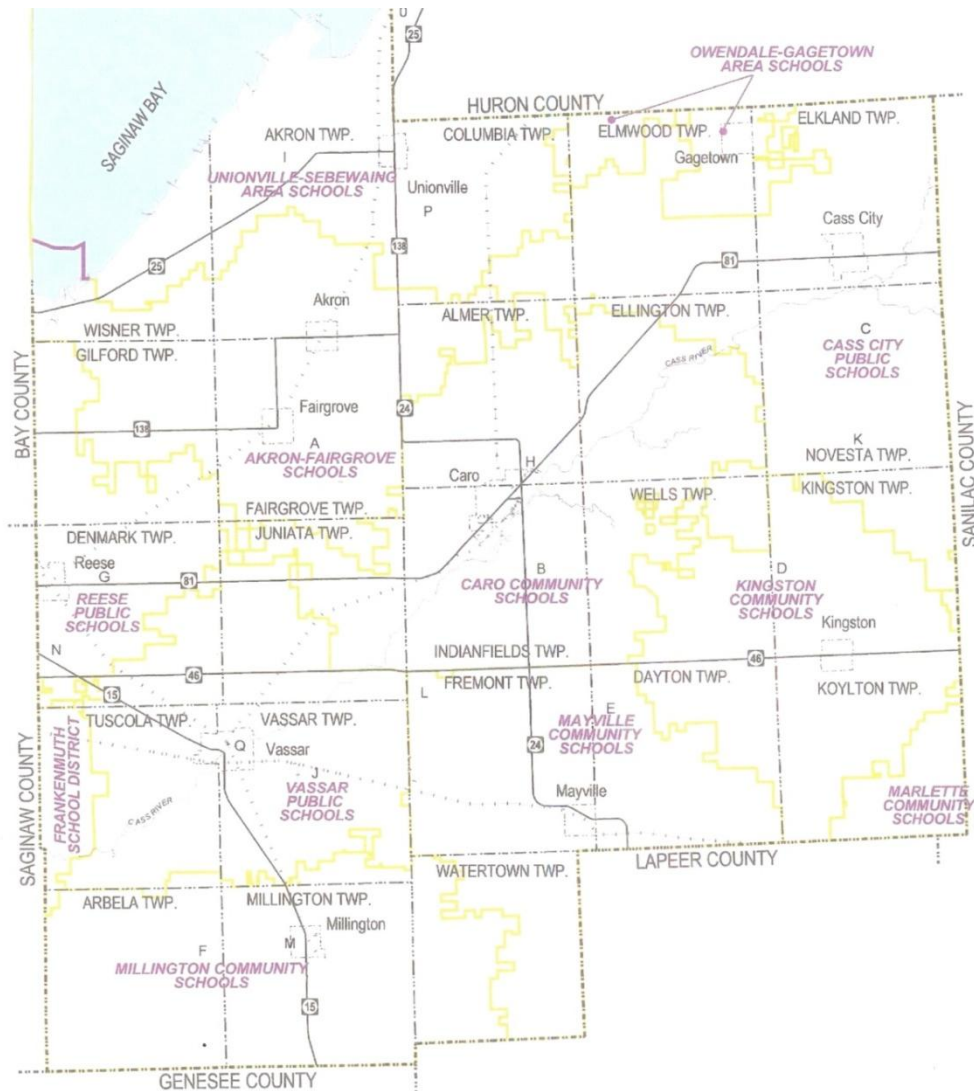 U
25
OWENDALE-GAGETOWN
AREA SCHOOLS
HURON COUNTY
SAGINAW BAY
AKRON TWP.
COLUMBIA TWP.
ELMWOOD TWP.
ELKLAND TWP.
Gagetown
I
UNIONVILLE-SEBEWAING
AREA SCHOOLS
Unionville
P
Cass City
138
25
81
Akron
WISNER TWP.
GILFORD TWP.
ALMER TWP.
ELLINGTON TWP.
CASS RIVER
C
CASS CITY
PUBLIC
SCHOOLS
BAY COUNTY
Fairgrove
24
138
A
AKRON-FAIRGROVE
SCHOOLS
K
NOVESTA TWP.
SANILAC COUNTY
Caro
H
WELLS TWP.
KINGSTON TWP.
FAIRGROVE TWP.
JUNIATA TWP.
DENMARK TWP.
Reese
G
81
REESE
PUBLIC
SCHOOLS
B
CARO COMMUNITY
SCHOOLS
D
KINGSTON
COMMUNITY
SCHOOLS
Kingston
N
46
INDIANFIELDS TWP.
FREMONT TWP.
DAYTON TWP.
46
KOYLTON TWP.
15
L
TUSCOLA TWP.
VASSAR TWP.
E
MAYVILLE
COMMUNITY
SCHOOLS
Q
Vassar
24
SAGINAW COUNTY
FRANKENMUTH
SCHOOL DISTRICT
J
VASSAR
PUBLIC
SCHOOLS
Mayville
MARLETTE
COMMUNITY
SCHOOLS
CASS RIVER
LAPEER COUNTY
WATERTOWN TWP.
ARBELA TWP.
MILLINGTON TWP.
Millington
F
M
MILLINGTON COMMUNITY
SCHOOLS
15
GENESEE COUNTY